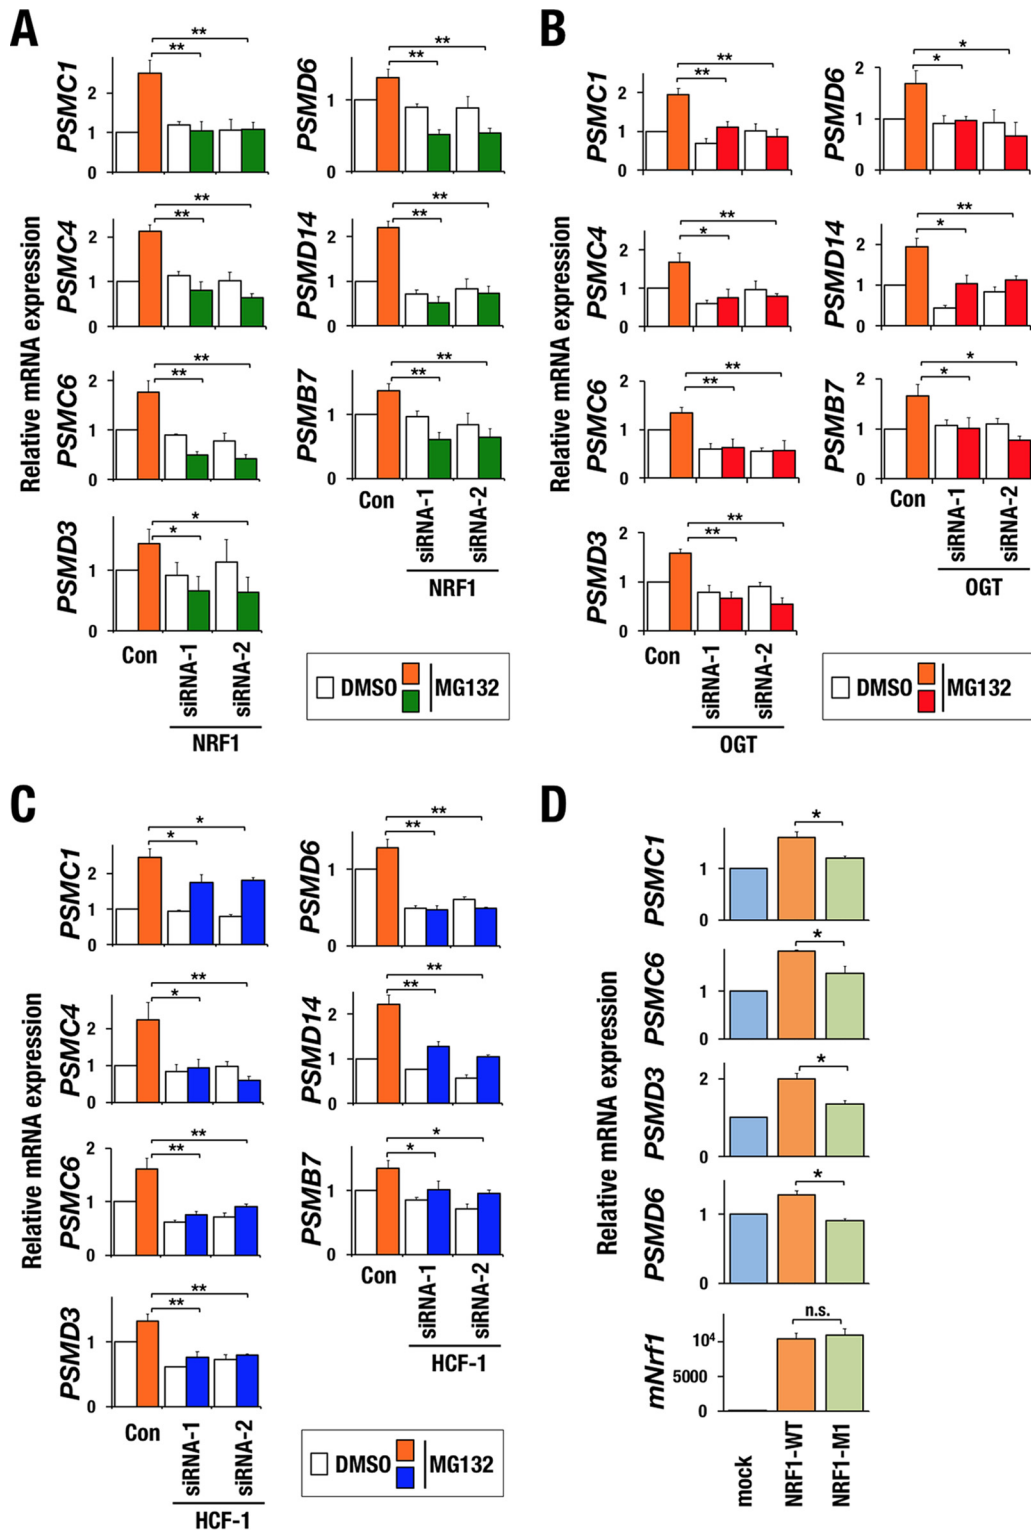 A
Relative mRNA expression
PSMC1
2
1
0
**
**
PSMC4
2
1
0
**
**
PSMC6
2
1
0
**
**
PSMD3
1
0
*
*
Con
siRNA-1
siRNA-2
NRF1
PSMD6
1
0
**
**
PSMD14
2
1
0
**
**
PSMB7
1
0
**
**
Con
siRNA-1
siRNA-2
NRF1
DMSO
MG132
B
Relative mRNA expression
PSMC1
2
1
0
**
**
PSMC4
2
1
0
**
*
PSMC6
2
1
0
**
**
PSMD3
2
1
0
**
**
Con
siRNA-1
siRNA-2
OGT
PSMD6
2
1
0
*
*
PSMD14
2
1
0
**
*
PSMB7
2
1
0
*
*
Con
siRNA-1
siRNA-2
OGT
DMSO
MG132
C
Relative mRNA expression
PSMC1
2
1
0
*
*
PSMC4
2
1
0
**
*
PSMC6
2
1
0
**
**
PSMD3
1
0
**
**
Con
siRNA-1
siRNA-2
HCF-1
PSMD6
1
0
**
**
PSMD14
2
1
0
**
**
PSMB7
1
0
*
*
Con
siRNA-1
siRNA-2
HCF-1
DMSO
MG132
D
Relative mRNA expression
PSMC1
1
0
*
PSMC6
1
0
*
PSMD3
2
1
0
*
PSMD6
1
0
*
mNrf1
10⁴
5000
0
n.s.
mock
NRF1-WT
NRF1-M1